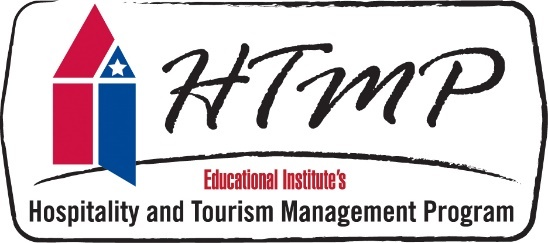 HTMP
Educational Institute's
Hospitality and Tourism Management Program